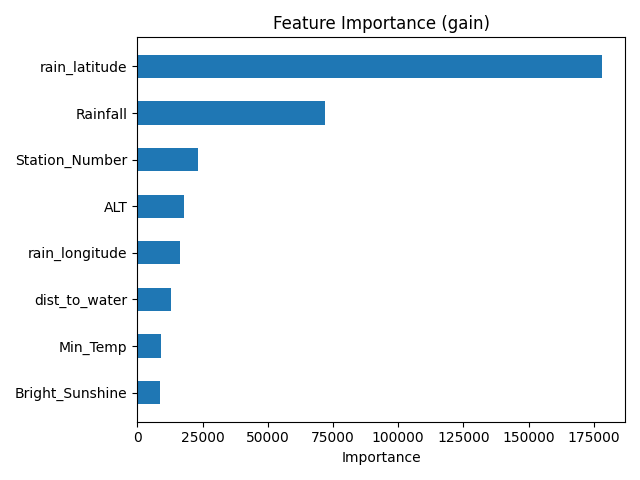 Feature Importance (gain)
rain_latitude
Rainfall
Station_Number
ALT
rain_longitude
dist_to_water
Min_Temp
Bright_Sunshine
0 25000 50000 75000 100000 125000 150000 175000
Importance